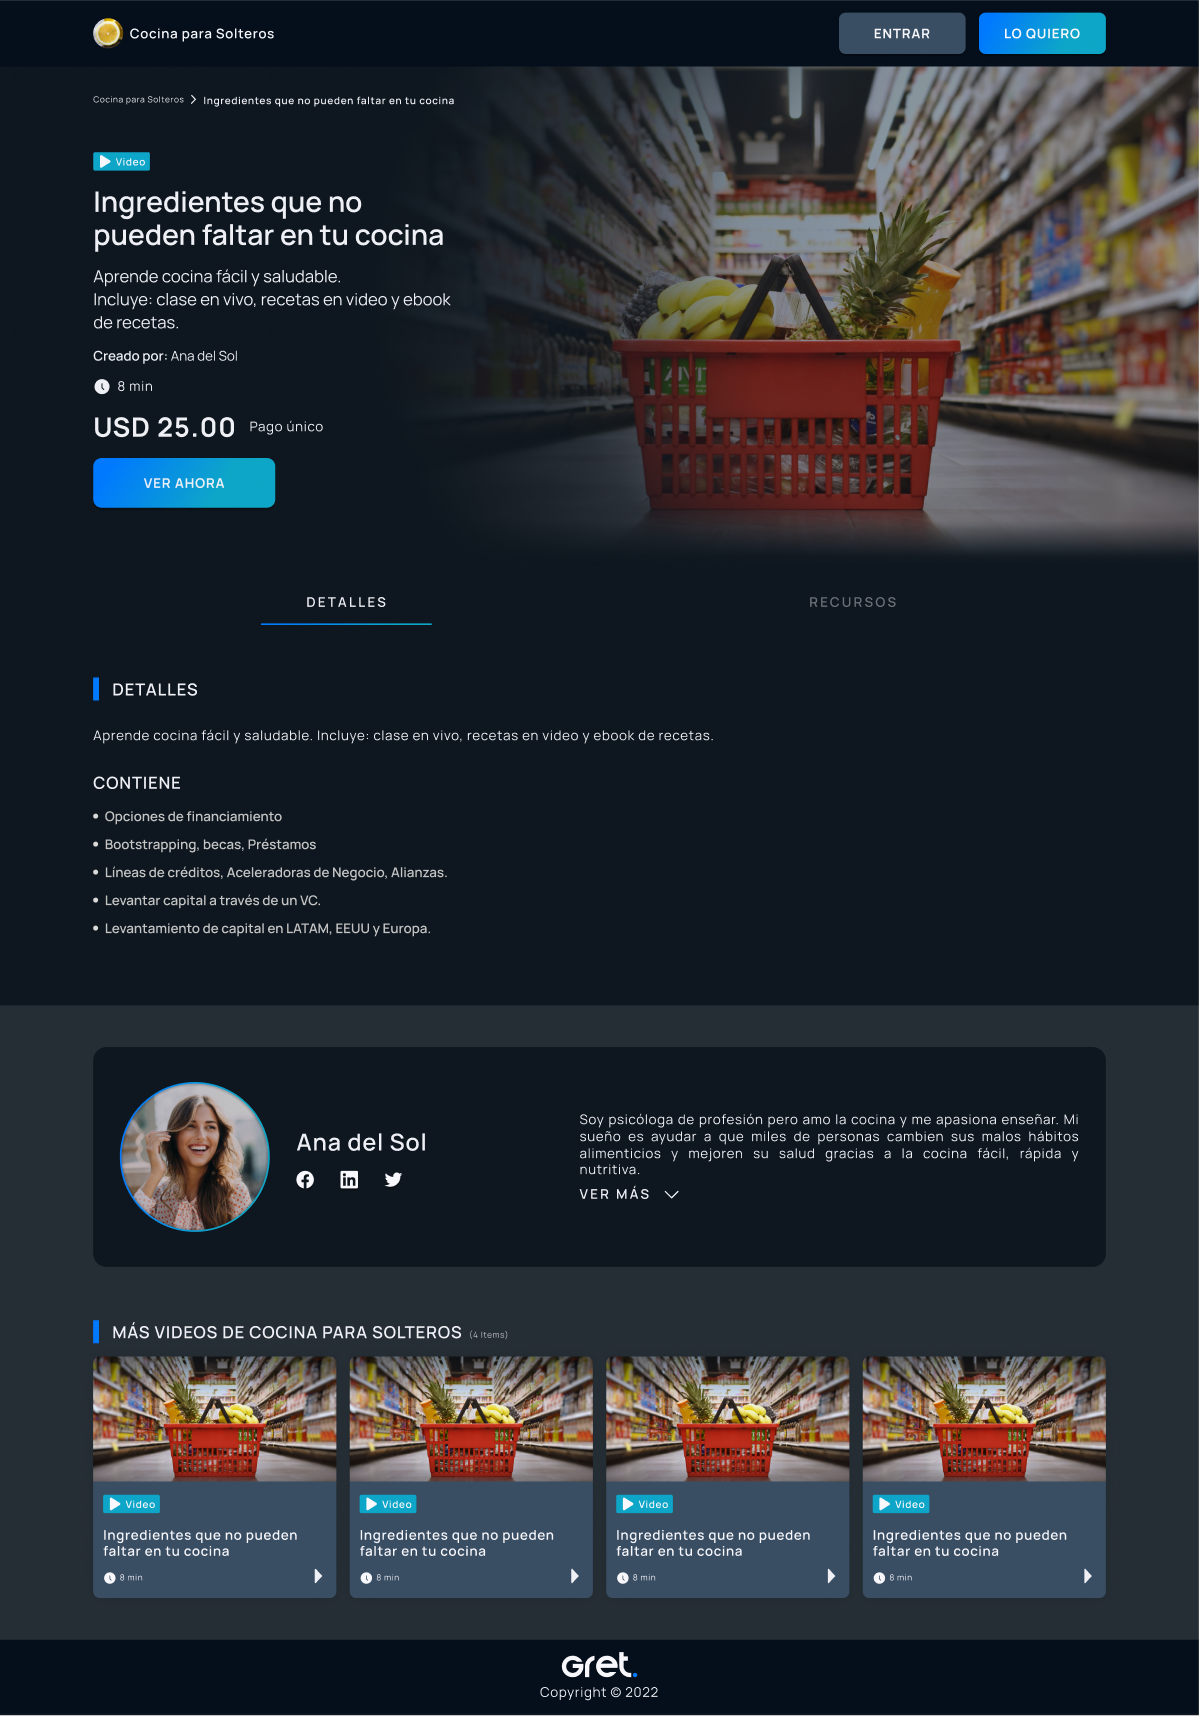 Cocina para Solteros
ENTRAR
LO QUIERO
Cocina para Solteros
Ingredientes que no pueden faltar en tu cocina
Video
Ingredientes que no
pueden faltar en tu cocina
Aprende cocina fácil y saludable.
Incluye: clase en vivo, recetas en video y ebook
de recetas.
Creado por: Ana del Sol
8 min
USD 25.00 Pago único
VER AHORA
DETALLES
RECURSOS
DETALLES
Aprende cocina fácil y saludable. Incluye: clase en vivo, recetas en video y ebook de recetas.
CONTIENE
• Opciones de financiamiento
• Bootstrapping, becas, Préstamos
• Líneas de créditos, Aceleradoras de Negocio, Alianzas.
• Levantar capital a través de un VC.
• Levantamiento de capital en LATAM, EEUU y Europa.
Ana del Sol
Soy psicóloga de profesión pero amo la cocina y me apasiona enseñar. Mi
sueño es ayudar a que miles de personas cambien sus malos hábitos
alimenticios y mejoren su salud gracias a la cocina fácil, rápida y
nutritiva.
VER MÁS
MÁS VIDEOS DE COCINA PARA SOLTEROS (4 Items)
Video
Ingredientes que no pueden
faltar en tu cocina
8 min
Video
Ingredientes que no pueden
faltar en tu cocina
8 min
Video
Ingredientes que no pueden
faltar en tu cocina
8 min
Video
Ingredientes que no pueden
faltar en tu cocina
8 min
Gret.
Copyright © 2022